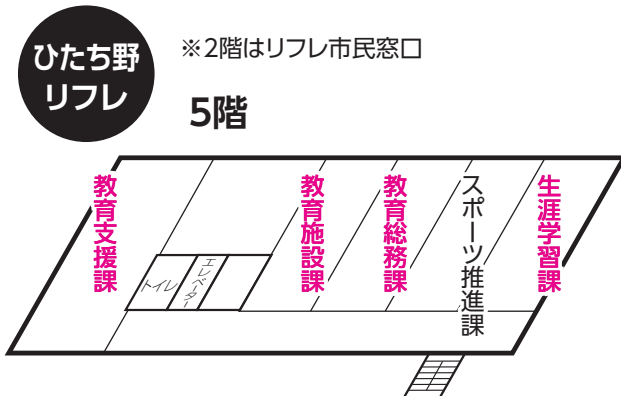 ひたち野
リフレ
※2階はリフレ市民窓口
5階
教育支援課
トイレ
エレベーター
教育施設課
教育総務課
スポーツ推進課
生涯学習課